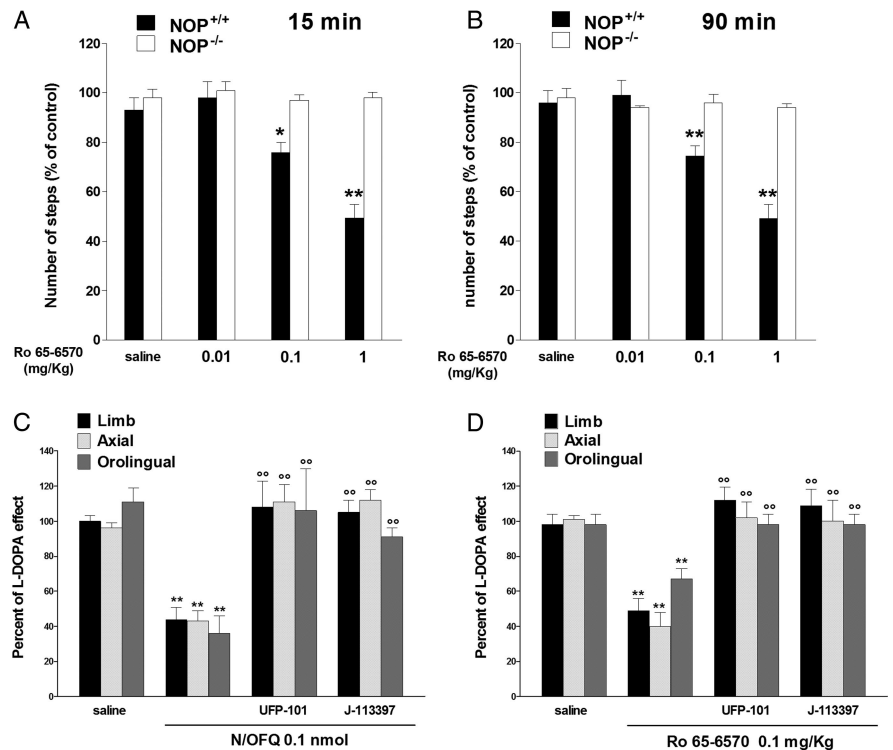 A
NOP+/+
NOP-/-
15 min
Number of steps (% of control)
120
100
80
60
40
20
0
*
**
Ro 65-6570
(mg/Kg)
saline 0.01 0.1 1
B
NOP+/+
NOP-/-
90 min
number of steps (% of control)
120
100
80
60
40
20
0
**
**
Ro 65-6570
(mg/Kg)
saline 0.01 0.1 1
C
Limb
Axial
Orolingual
Percent of L-DOPA effect
140
120
100
80
60
40
20
0
** ** **
°° °° °°
°° °° °°
saline UFP-101 J-113397
N/OFQ 0.1 nmol
D
Limb
Axial
Orolingual
Percent of L-DOPA effect
140
120
100
80
60
40
20
0
** ** **
°° °° °°
°° °° °°
saline UFP-101 J-113397
Ro 65-6570 0.1 mg/Kg